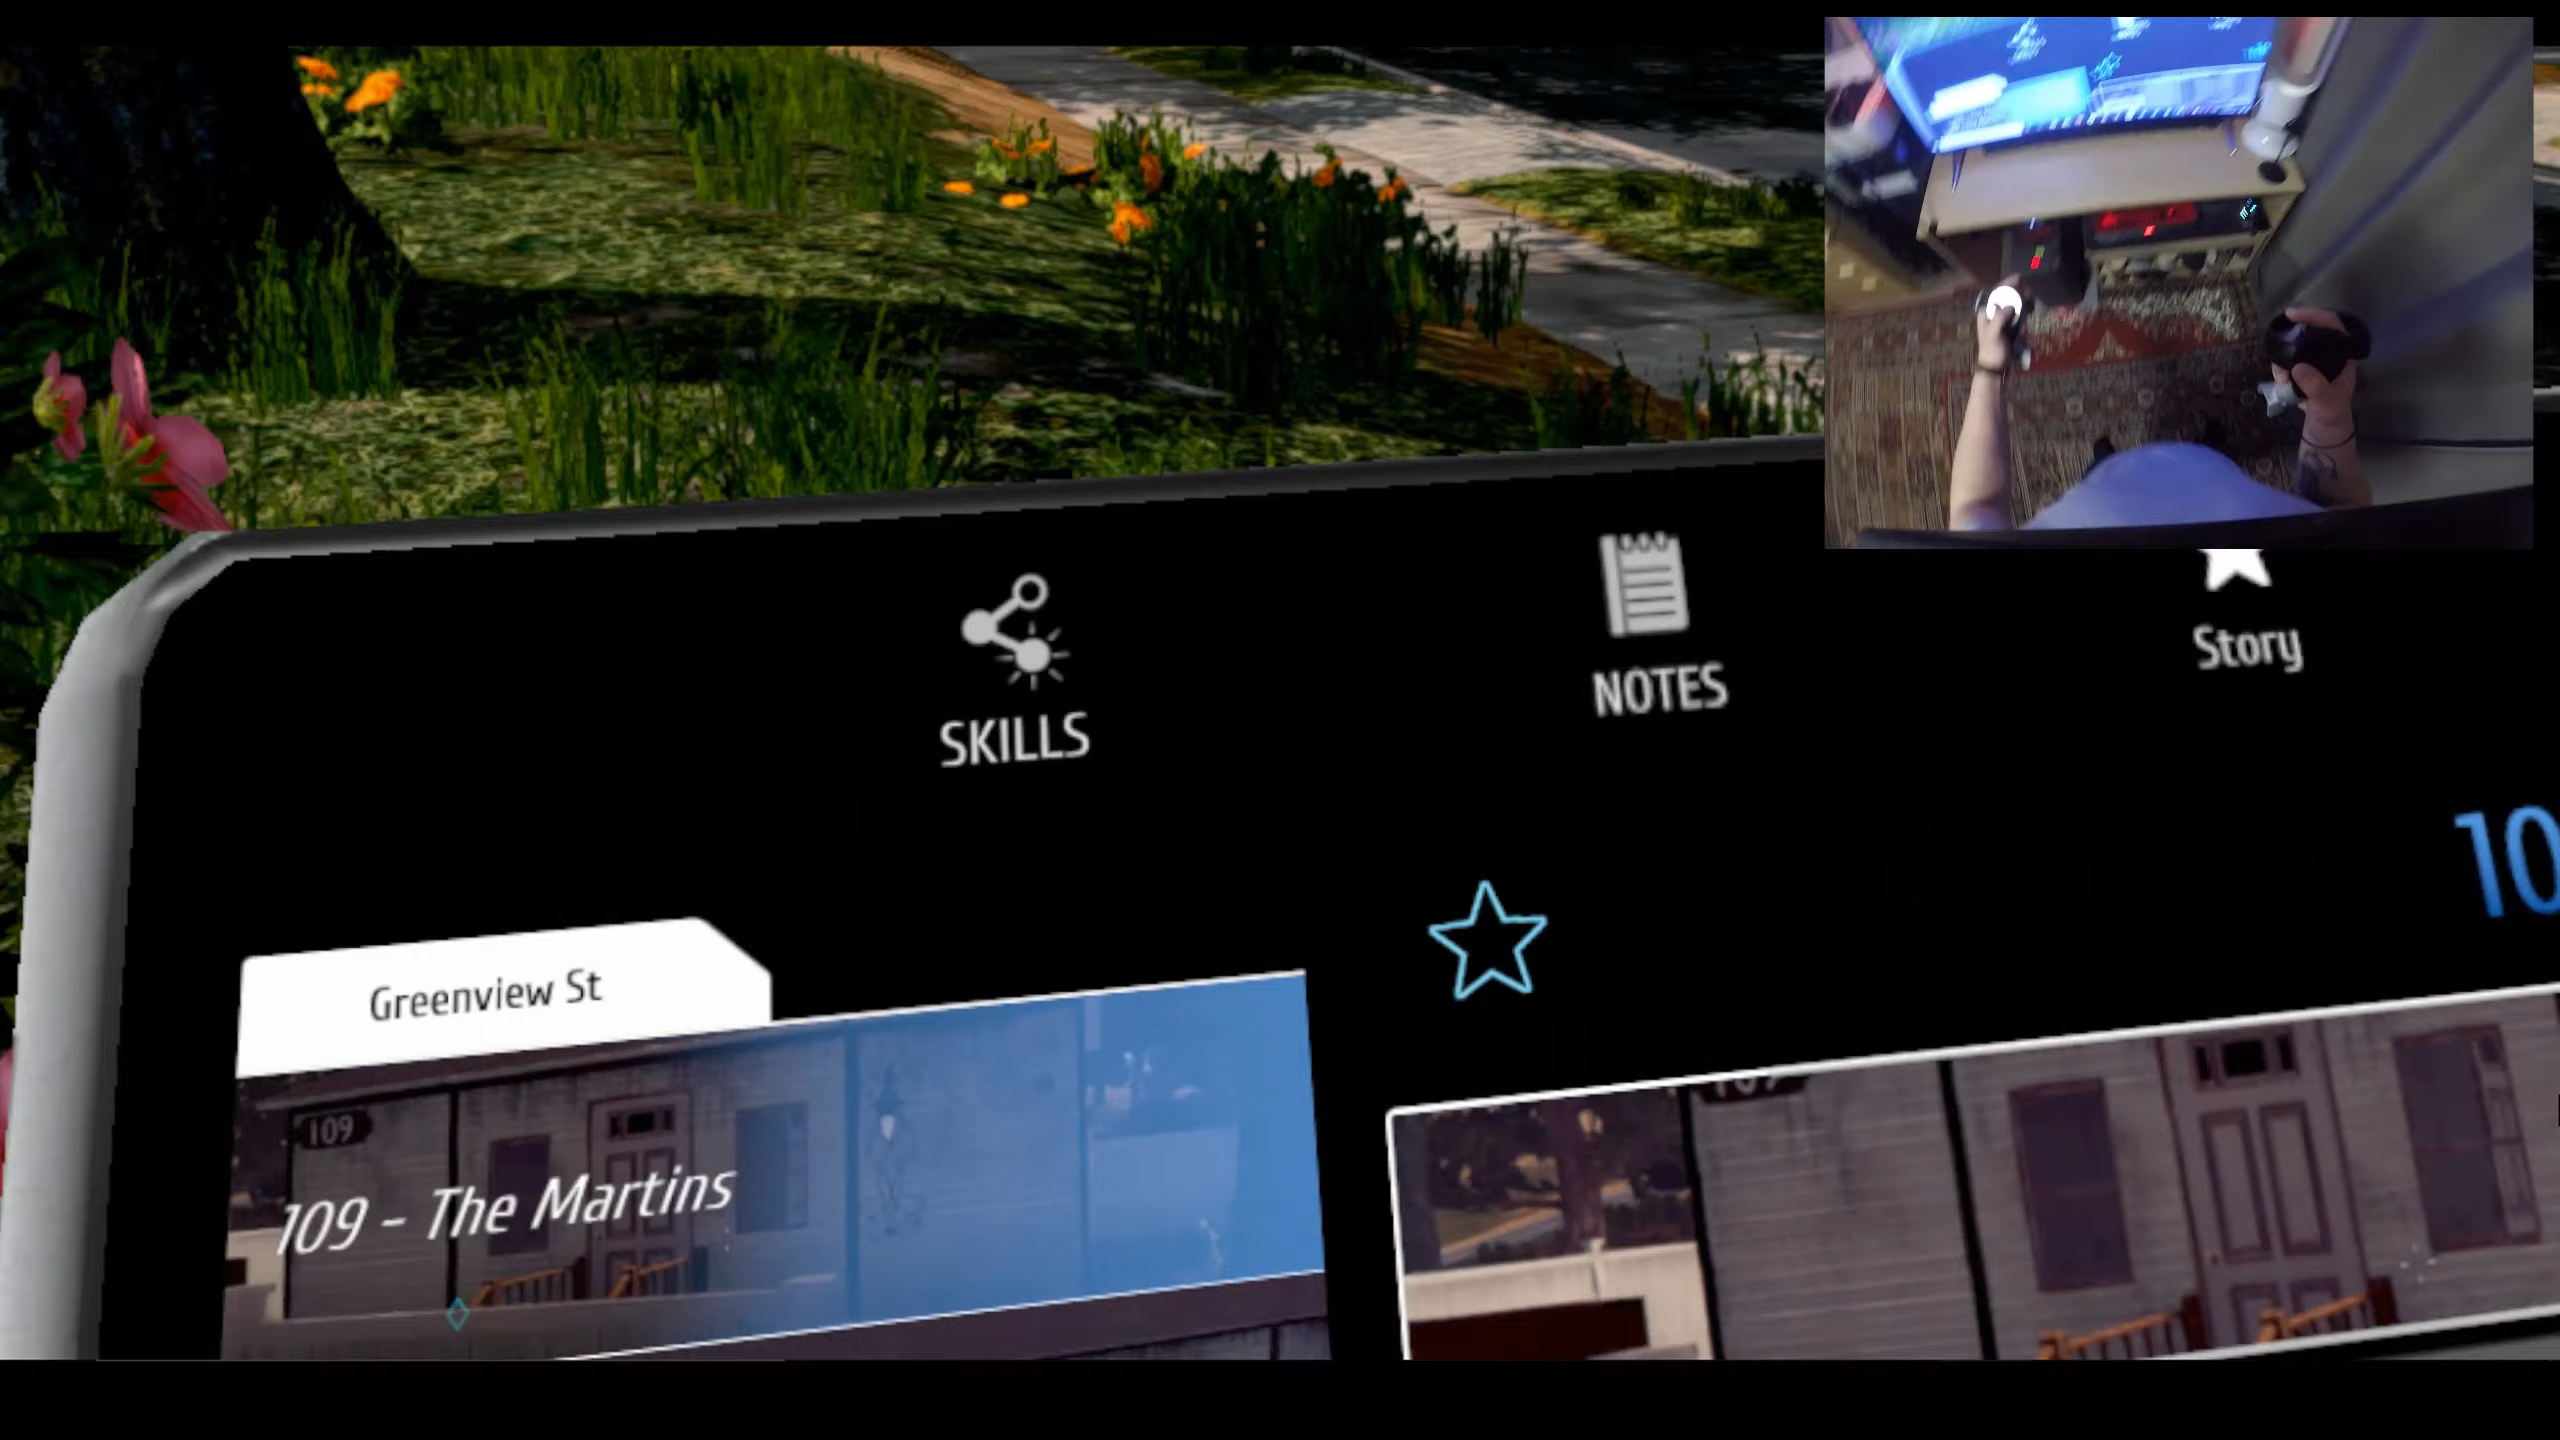 SKILLS
NOTES
Story
10
Greenview St
109
109 - The Martins